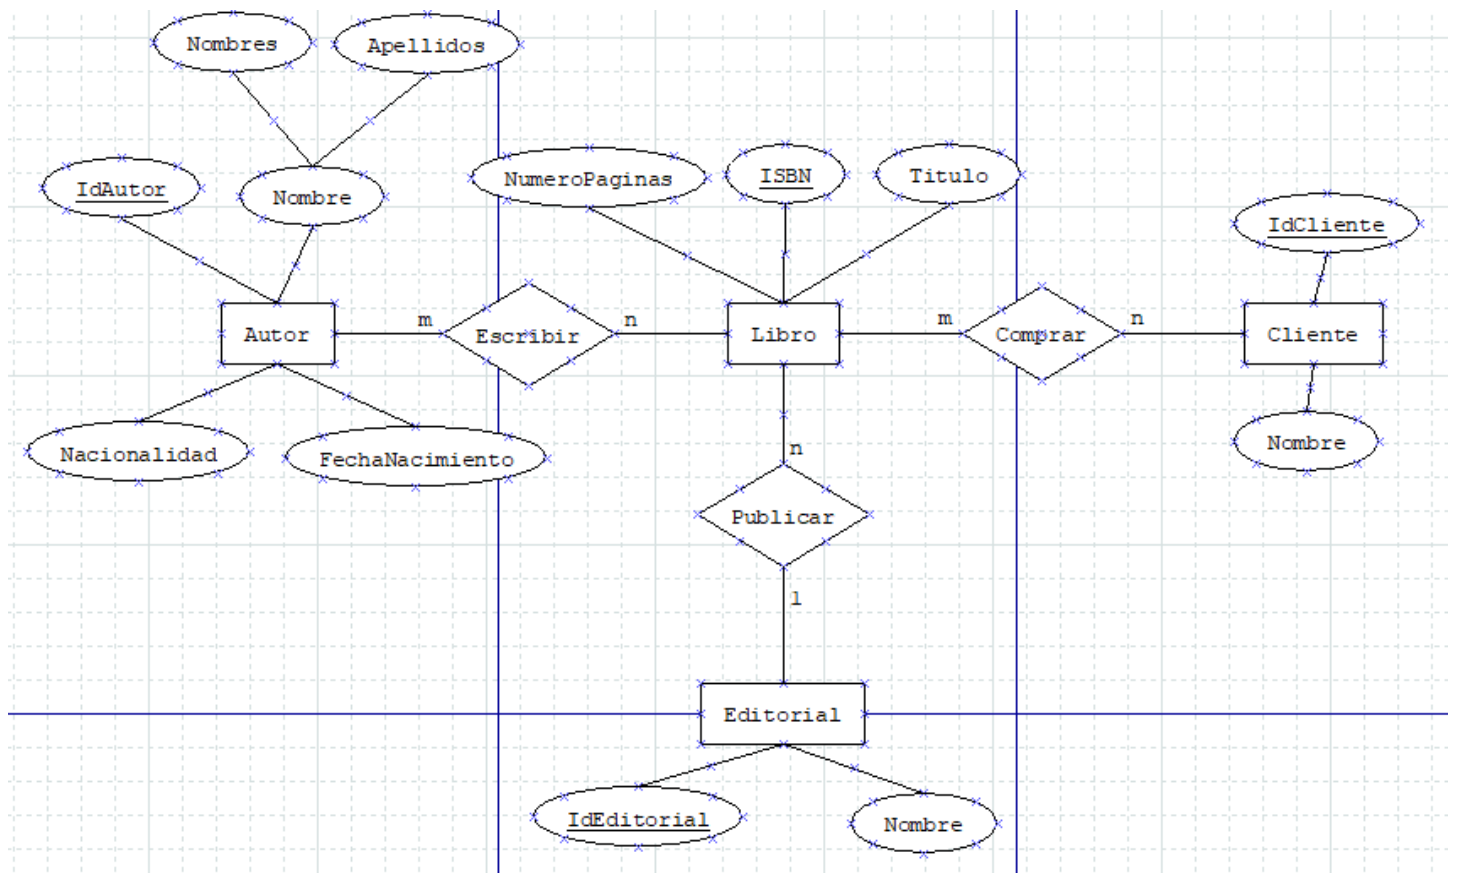 Nombres
Apellidos
IdAutor
Nombre
NumeroPaginas
ISBN
Titulo
IdCliente
Autor
m
Escribir
n
Libro
m
Comprar
n
Cliente
Nacionalidad
FechaNacimiento
n
Nombre
Publicar
1
Editorial
IdEditorial
Nombre